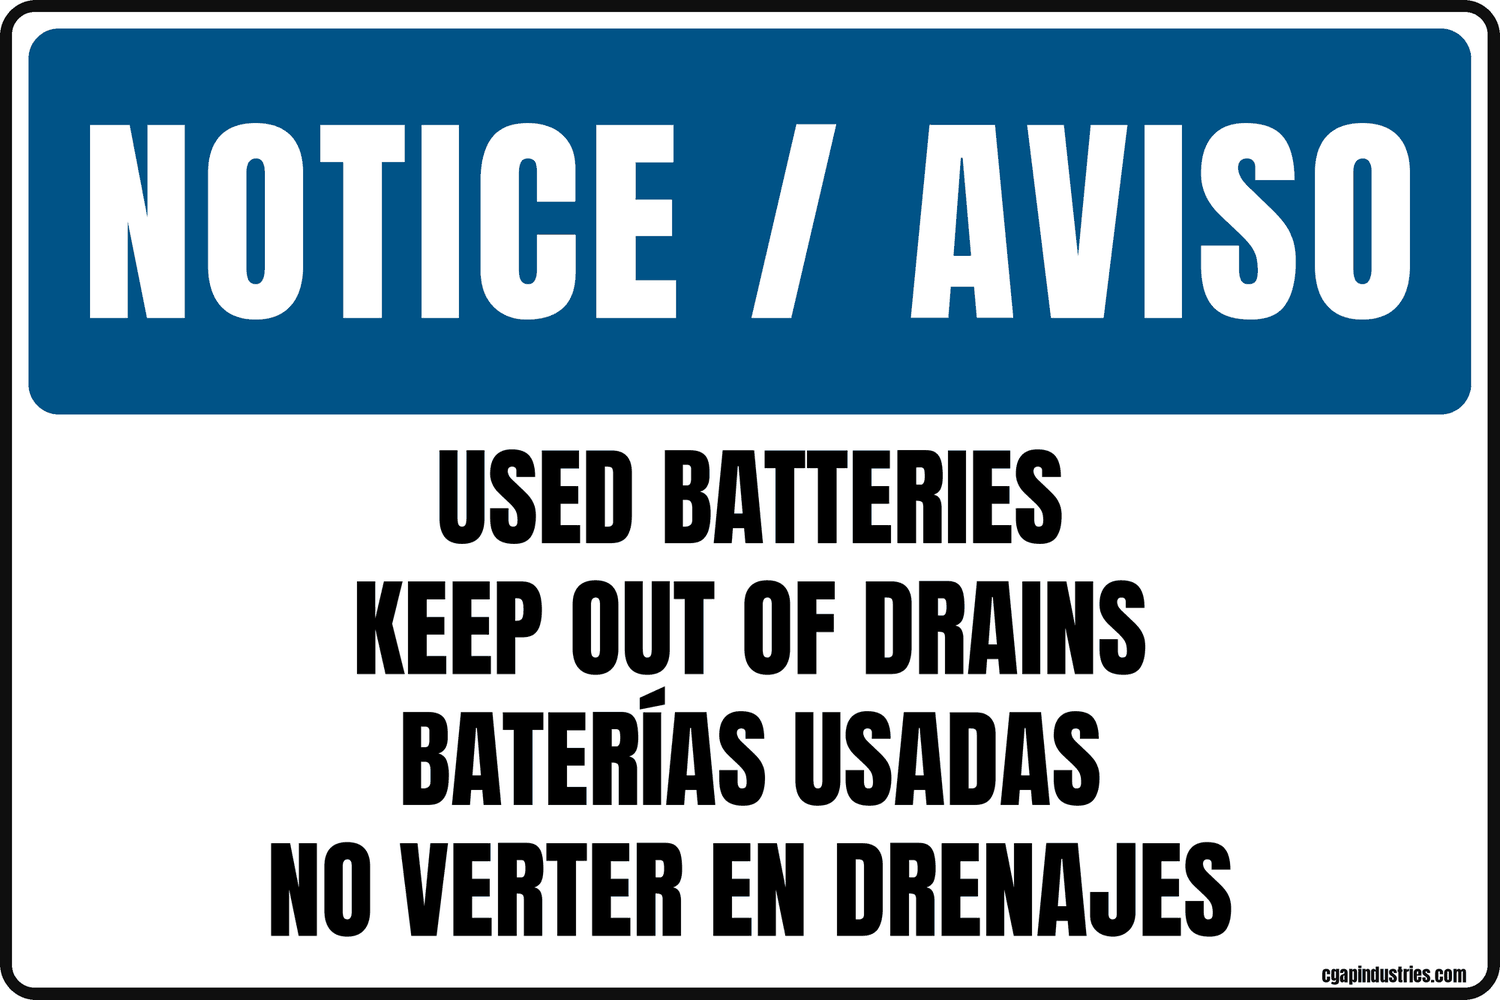 NOTICE / AVISO
USED BATTERIES
KEEP OUT OF DRAINS
BATERÍAS USADAS
NO VERTER EN DRENAJES
cgapindustries.com